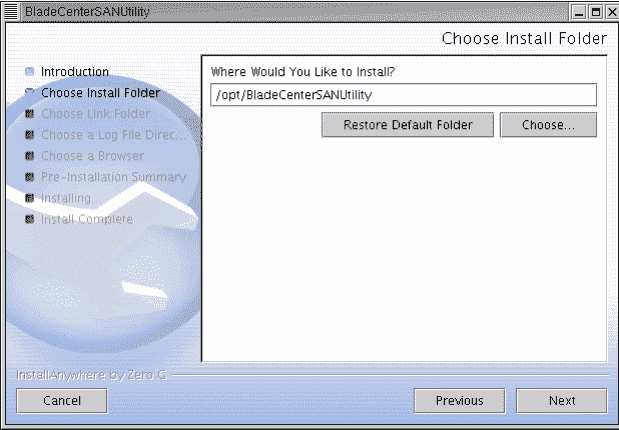 BladeCenterSANUtility
Choose Install Folder
Introduction
Choose Install Folder
Choose Link Folder
Choose a Log File Direc...
Choose a Browser
Pre-Installation Summary
Installing
Install Complete
Where Would You Like to Install?
/opt/BladeCenterSANUtility
Restore Default Folder
Choose...
InstallAnywhere by Zero G
Cancel
Previous
Next